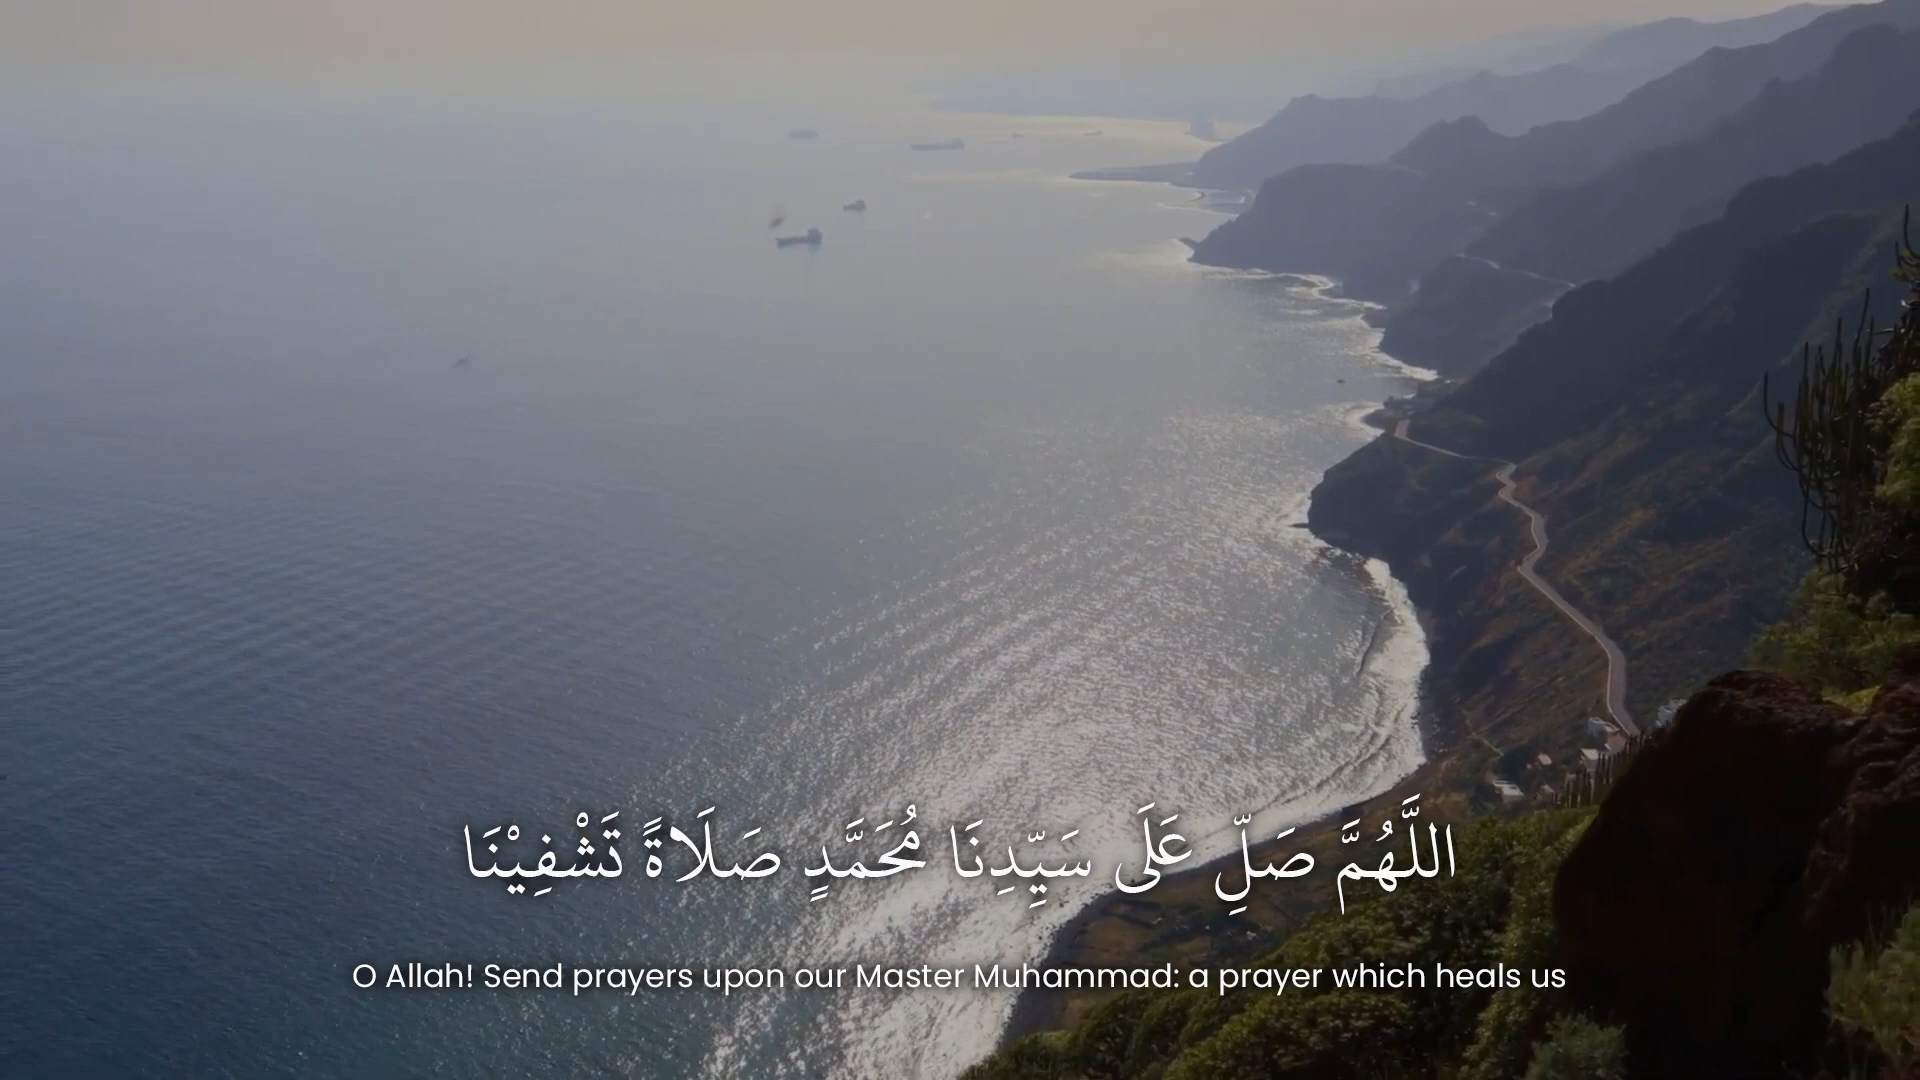 اللَّهُمَّ صَلِّ عَلَى سَيِّدِنَا مُحَمَّدٍ صَلَاةً تَشْفِيْنَا
O Allah! Send prayers upon our Master Muhammad: a prayer which heals us